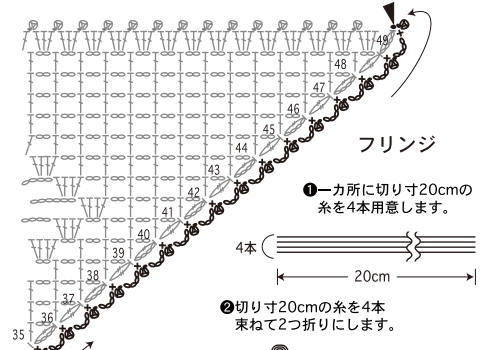 49
48
47
46
45
44
43
42
41
40
39
38
37
36
35
フリンジ
❶一カ所に切り寸20cmの
糸を4本用意します。
4本
20cm
❷切り寸20cmの糸を4本
束ねて2つ折りにします。